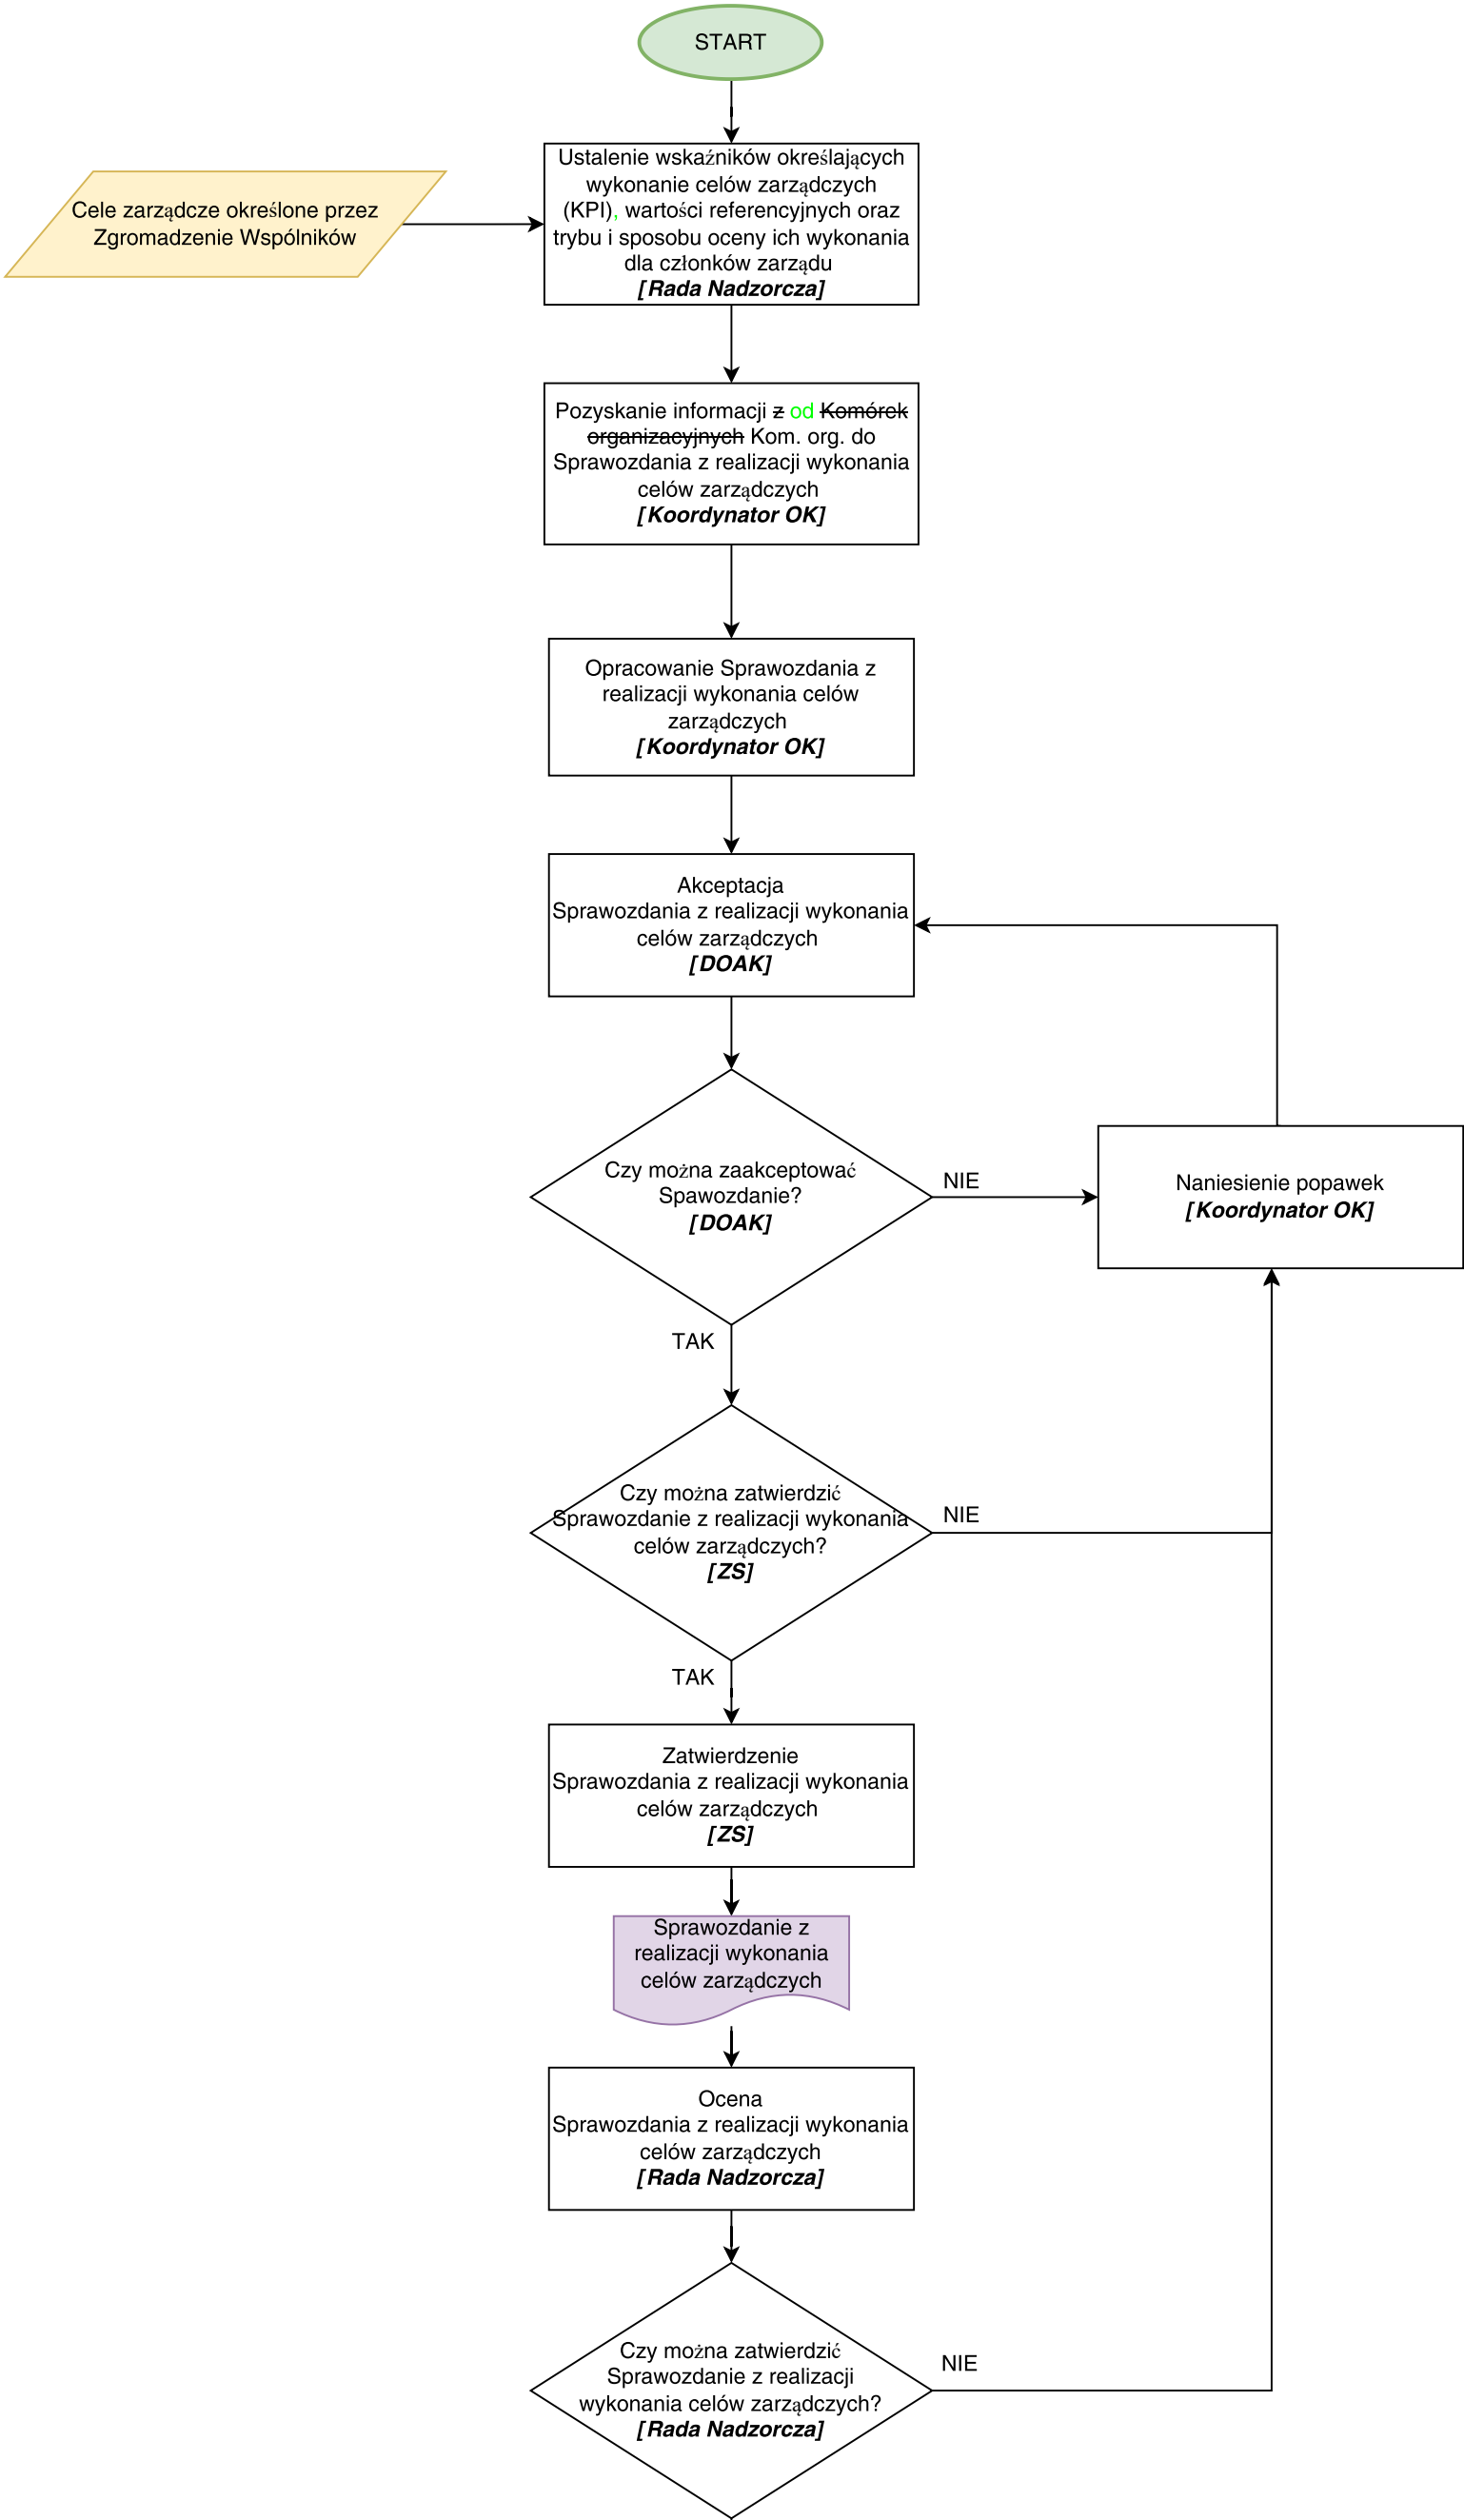 START
Ustalenie wskaźników określających
wykonanie celów zarządczych
(KPI), wartości referencyjnych oraz
trybu i sposobu oceny ich wykonania
dla członków zarządu
[Rada Nadzorcza]
Cele zarządcze określone przez
Zgromadzenie Wspólników
Pozyskanie informacji z od Komórek
organizacyjnych Kom. org. do
Sprawozdania z realizacji wykonania
celów zarządczych
[Koordynator OK]
Opracowanie Sprawozdania z
realizacji wykonania celów
zarządczych
[Koordynator OK]
Akceptacja
Sprawozdania z realizacji wykonania
celów zarządczych
[DOAK]
Czy można zaakceptować
Spawozdanie?
[DOAK]
NIE
Naniesienie popawek
[Koordynator OK]
TAK
Czy można zatwierdzić
Sprawozdanie z realizacji wykonania
celów zarządczych?
[ZS]
NIE
TAK
Zatwierdzenie
Sprawozdania z realizacji wykonania
celów zarządczych
[ZS]
Sprawozdanie z
realizacji wykonania
celów zarządczych
Ocena
Sprawozdania z realizacji wykonania
celów zarządczych
[Rada Nadzorcza]
Czy można zatwierdzić
Sprawozdanie z realizacji
wykonania celów zarządczych?
[Rada Nadzorcza]
NIE